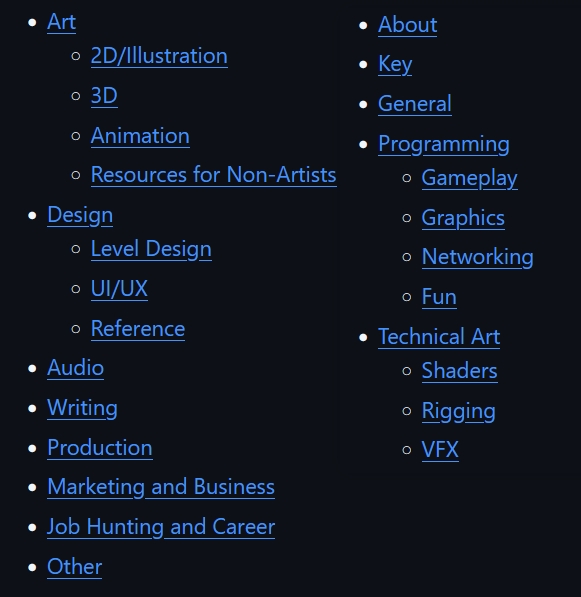 Art
2D/Illustration
3D
Animation
Resources for Non-Artists
Design
Level Design
UI/UX
Reference
Audio
Writing
Production
Marketing and Business
Job Hunting and Career
Other
About
Key
General
Programming
Gameplay
Graphics
Networking
Fun
Technical Art
Shaders
Rigging
VFX